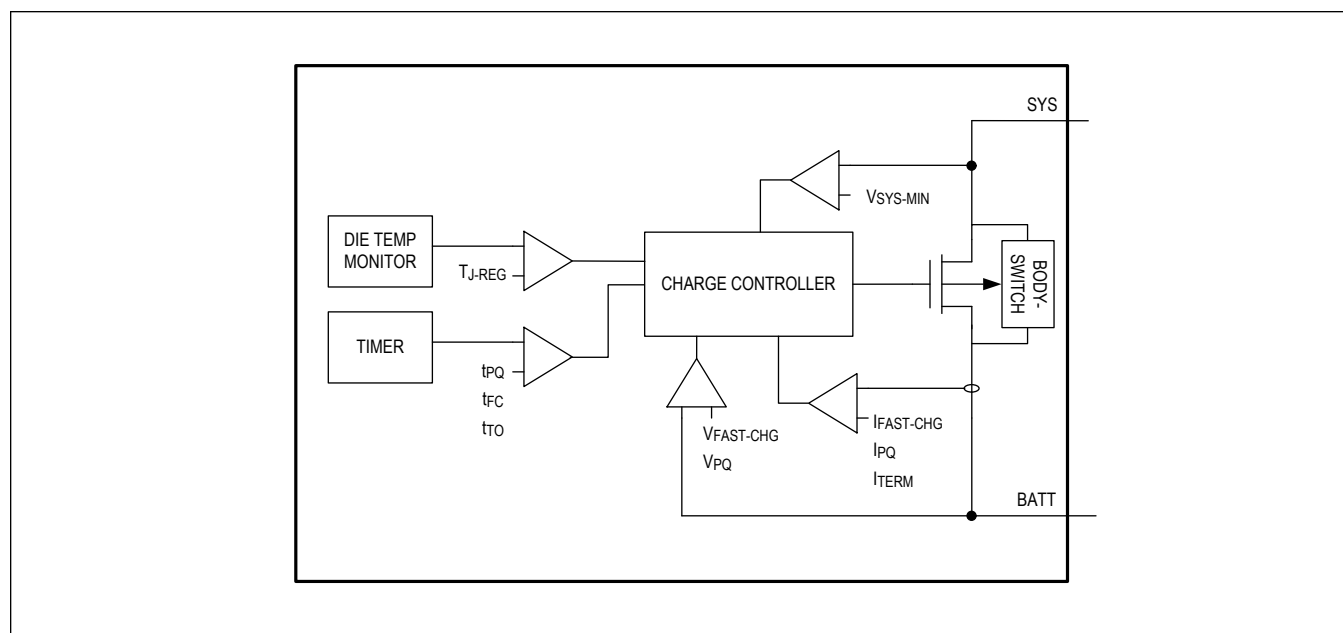 SYS
VSYS-MIN
DIE TEMP
MONITOR
TJ-REG
CHARGE CONTROLLER
BODY-
SWITCH
TIMER
tPQ
tFC
tTO
VFAST-CHG
VPQ
IFAST-CHG
IPQ
ITERM
BATT